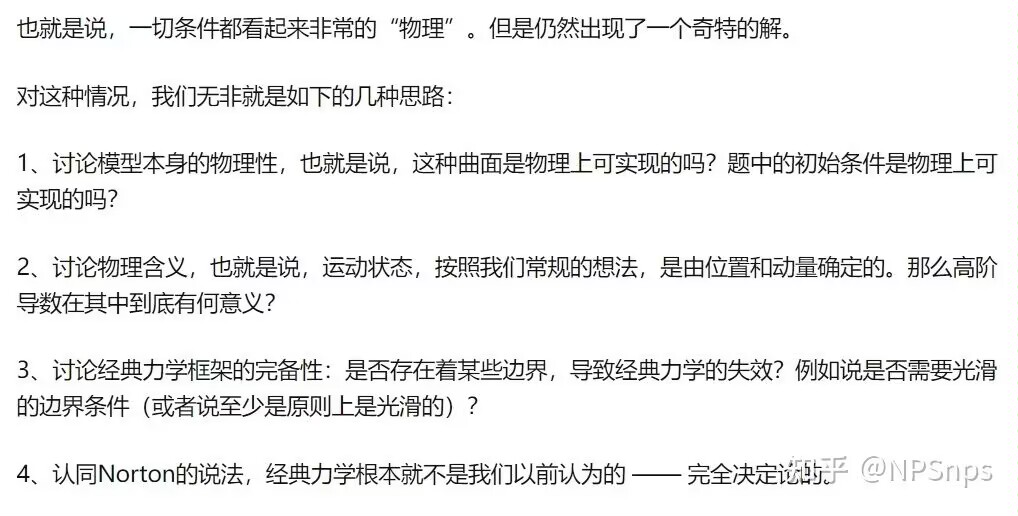 也就是说，一切条件都看起来非常的“物理”。但是仍然出现了一个奇特的解。
对这种情况，我们无非就是如下的几种思路：
1、讨论模型本身的物理性，也就是说，这种曲面是物理上可实现的吗？题中的初始条件是物理上可
实现的吗？
2、讨论物理含义，也就是说，运动状态，按照我们常规的想法，是由位置和动量确定的。那么高阶
导数在其中到底有何意义？
3、讨论经典力学框架的完备性：是否存在着某些边界，导致经典力学的失效？例如说是否需要光滑
的边界条件（或者说至少是原则上是光滑的）？
4、认同Norton的说法，经典力学根本就不是我们以前认为的 —— 完全决定论的。
知乎 @NPSnps